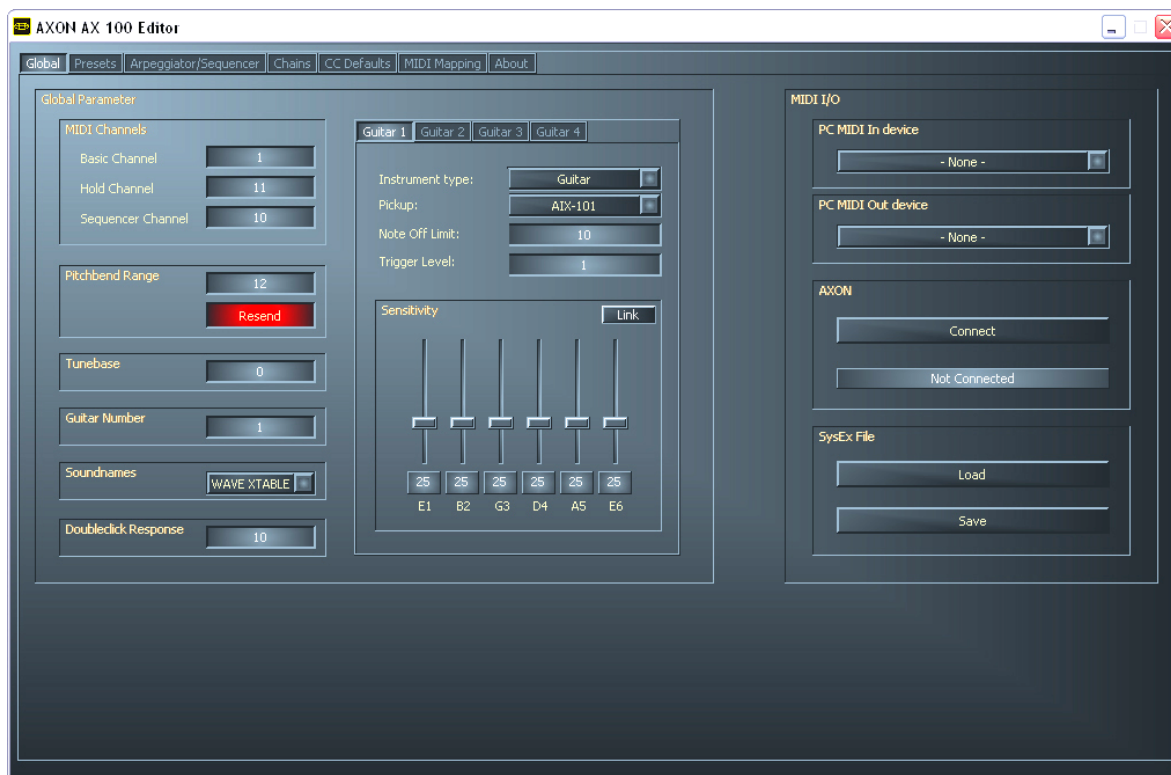 AXON AX 100 Editor
Global Presets Arpeggiator/Sequencer Chains CC Defaults MIDI Mapping About
Global Parameter
MIDI Channels
Basic Channel 1
Hold Channel 11
Sequencer Channel 10
Pitchbend Range 12
Resend
Tunebase 0
Guitar Number 1
Soundnames WAVE XTABLE
Doubleclick Response 10
Guitar 1 Guitar 2 Guitar 3 Guitar 4
Instrument type: Guitar
Pickup: AIX-101
Note Off Limit: 10
Trigger Level: 1
Sensitivity Link
25 25 25 25 25 25
E1 B2 G3 D4 A5 E6
MIDI I/O
PC MIDI In device
- None -
PC MIDI Out device
- None -
AXON
Connect
Not Connected
SysEx File
Load
Save